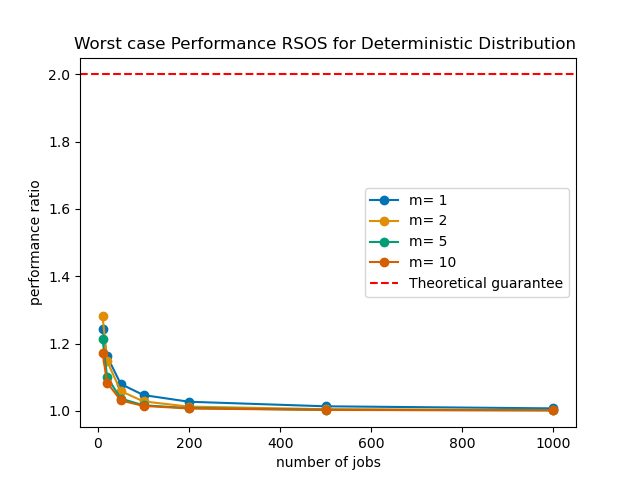 Worst case Performance RSOS for Deterministic Distribution
performance ratio
2.0
1.8
1.6
1.4
1.2
1.0
m= 1
m= 2
m= 5
m= 10
Theoretical guarantee
0 200 400 600 800 1000
number of jobs